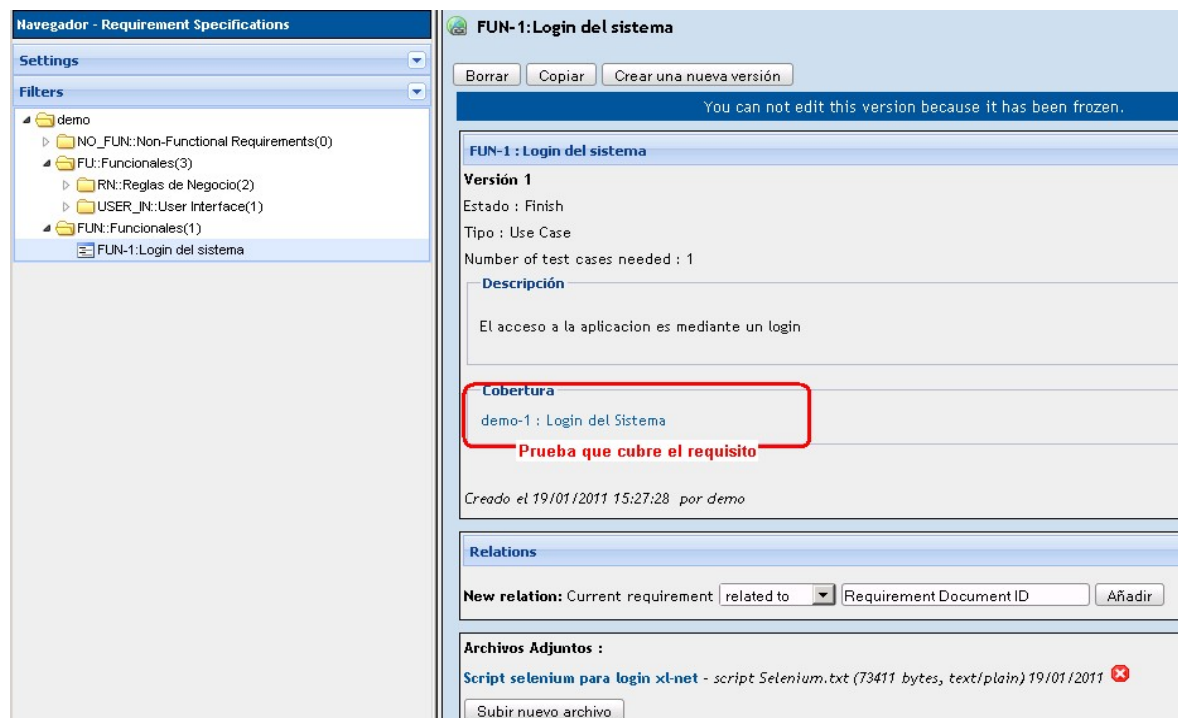 Navegador - Requirement Specifications
Settings
Filters
demo
NO_FUN::Non-Functional Requirements(0)
FU::Funcionales(3)
RN::Reglas de Negocio(2)
USER_IN::User Interface(1)
FUN::Funcionales(1)
FUN-1:Login del sistema
FUN-1:Login del sistema
Borrar Copiar Crear una nueva versión
You can not edit this version because it has been frozen.
FUN-1 : Login del sistema
Versión 1
Estado : Finish
Tipo : Use Case
Number of test cases needed : 1
Descripción
El acceso a la aplicacion es mediante un login
Cobertura
demo-1 : Login del Sistema
Prueba que cubre el requisito
Creado el 19/01/2011 15:27:28 por demo
Relations
New relation: Current requirement related to Requirement Document ID Añadir
Archivos Adjuntos :
Script selenium para login xl-net - script Selenium.txt (73411 bytes, text/plain) 19/01/2011
Subir nuevo archivo